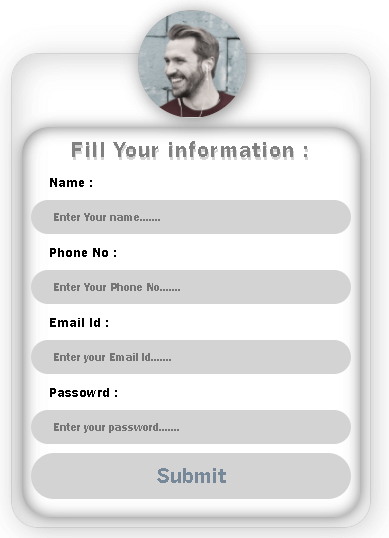 Fill Your information :
Name :
Enter Your name.......
Phone No :
Enter Your Phone No.......
Email Id :
Enter your Email Id.......
Passowrd :
Enter your password.......
Submit